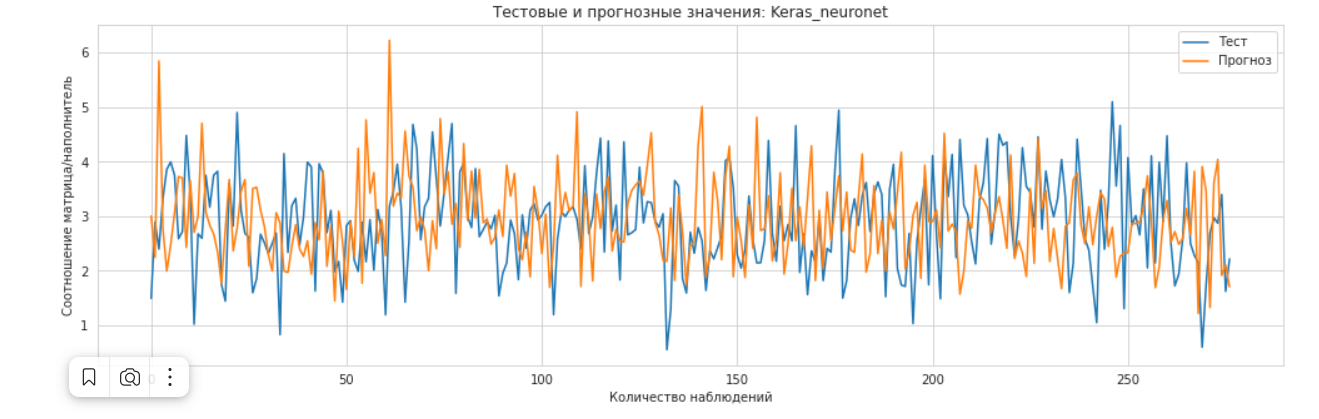 Тестовые и прогнозные значения: Keras_neuronet
Соотношение матрица/наполнитель
6
5
4
3
2
1
Тест
Прогноз
0
50
100
150
200
250
Количество наблюдений